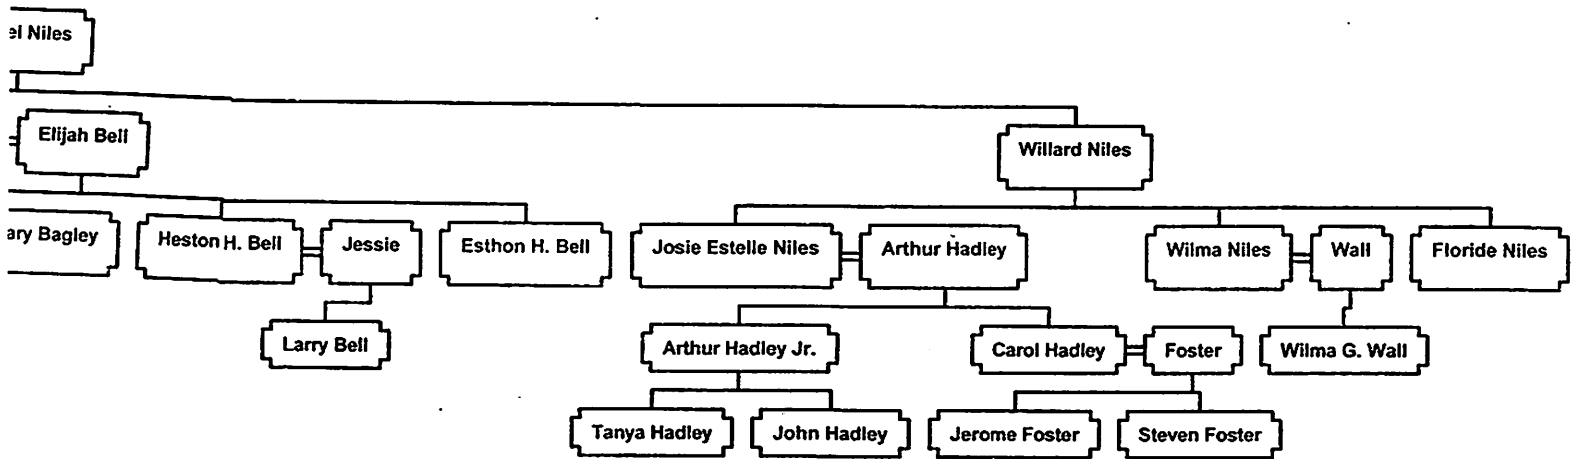 Niles
Elijah Bell
Willard Niles
Bagley
Heston H. Bell
Jessie
Esthon H. Bell
Josie Estelle Niles
Arthur Hadley
Wilma Niles
Wall
Floride Niles
Larry Bell
Arthur Hadley Jr.
Carol Hadley
Foster
Wilma G. Wall
Tanya Hadley
John Hadley
Jerome Foster
Steven Foster